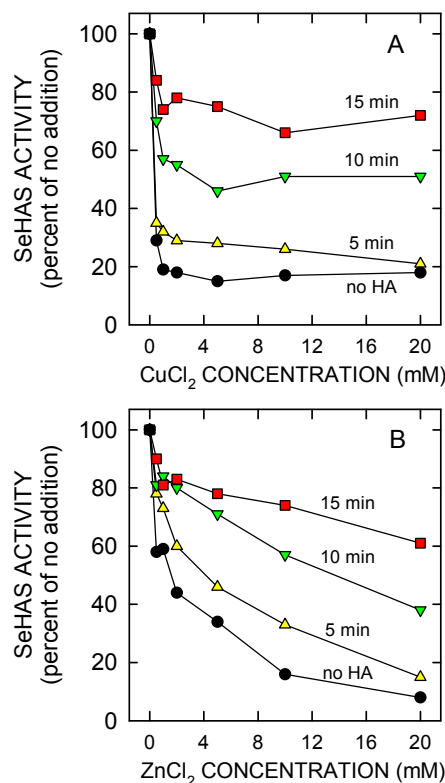 A
SeHAS ACTIVITY
(percent of no addition)
100
80
60
40
20
0
15 min
10 min
5 min
no HA
0 4 8 12 16 20
CuCl₂ CONCENTRATION (mM)
B
SeHAS ACTIVITY
(percent of no addition)
100
80
60
40
20
0
15 min
10 min
5 min
no HA
0 4 8 12 16 20
ZnCl₂ CONCENTRATION (mM)